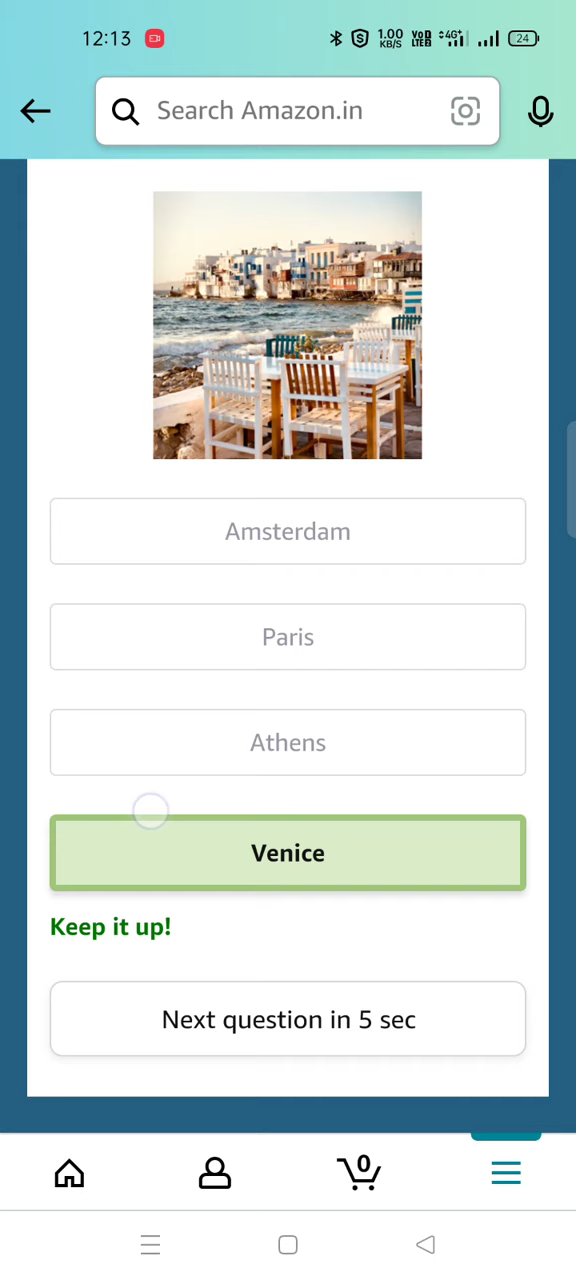 12:13
1.00 KB/S
VoD LTE2
4G+
24
Search Amazon.in
Amsterdam
Paris
Athens
Venice
Keep it up!
Next question in 5 sec
0